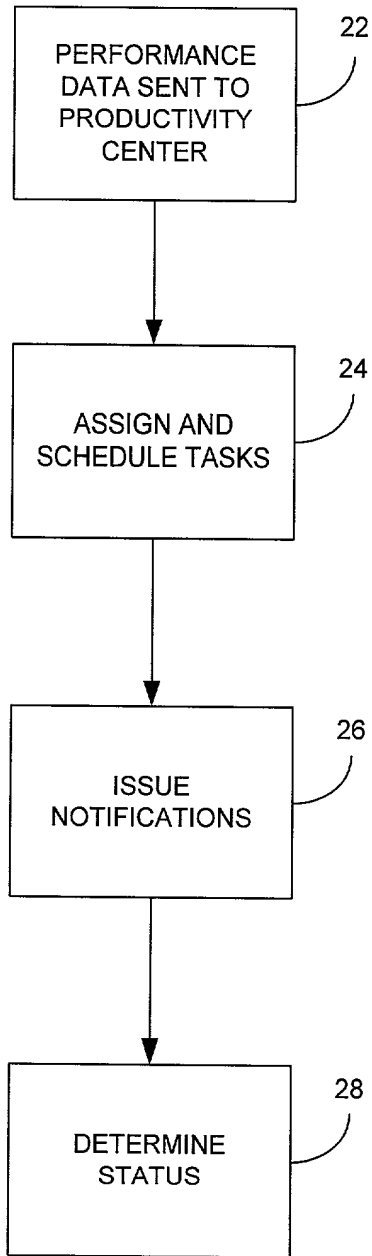 22
PERFORMANCE
DATA SENT TO
PRODUCTIVITY
CENTER
24
ASSIGN AND
SCHEDULE TASKS
26
ISSUE
NOTIFICATIONS
28
DETERMINE
STATUS